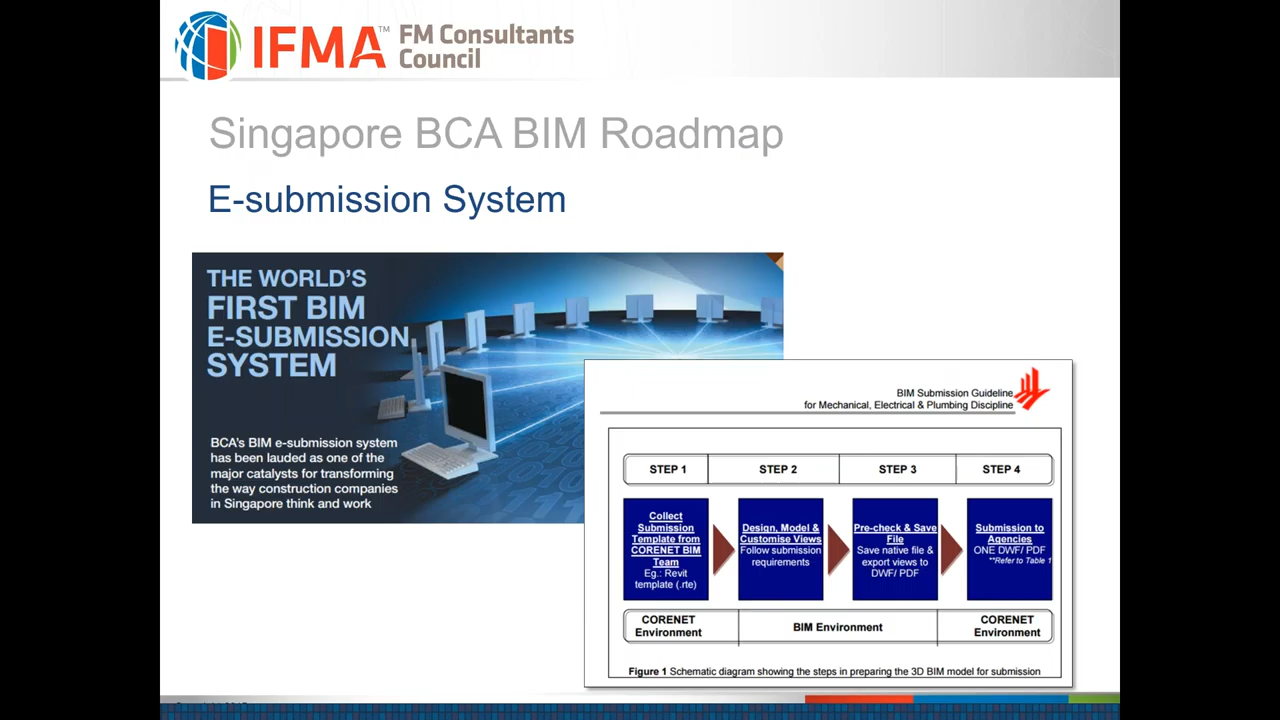 IFMA™ FM Consultants
Council
Singapore BCA BIM Roadmap
E-submission System
THE WORLD'S
FIRST BIM
E-SUBMISSION
SYSTEM
BCA's BIM e-submission system
has been lauded as one of the
major catalysts for transforming
the way construction companies
in Singapore think and work
BIM Submission Guideline
for Mechanical, Electrical & Plumbing Discipline
STEP 1 STEP 2 STEP 3 STEP 4
Collect
Submission
Template from
CORENET BIM
Team
Eg.: Revit
template (.rte)
Design, Model &
Customise Views
Follow submission
requirements
Pre-check & Save
File
Save native file &
export views to
DWF/ PDF
Submission to
Agencies
ONE DWF/ PDF
**Refer to Table 1
CORENET
Environment
BIM Environment
CORENET
Environment
Figure 1 Schematic diagram showing the steps in preparing the 3D BIM model for submission